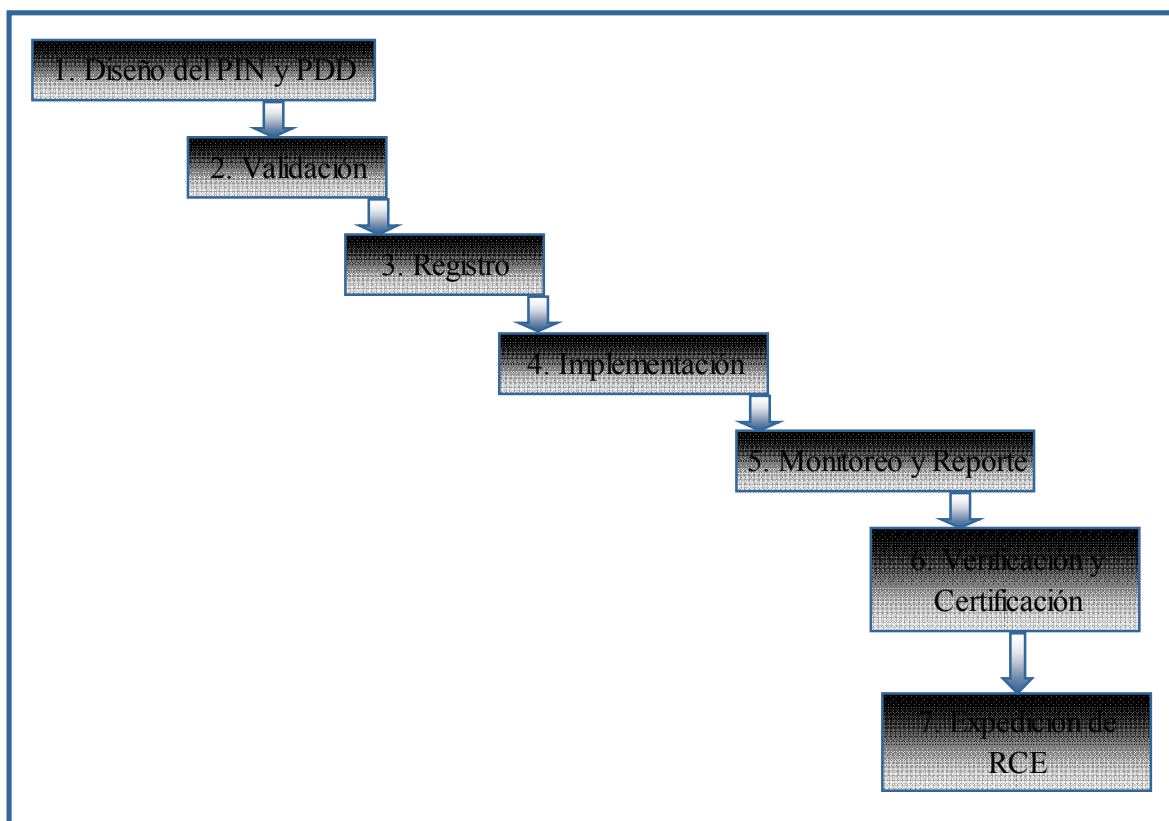 1. Diseño del PIN y PDD
2. Validación
3. Registro
4. Implementación
5. Monitoreo y Reporte
6. Verificación y
Certificación
7. Expedición de
RCE